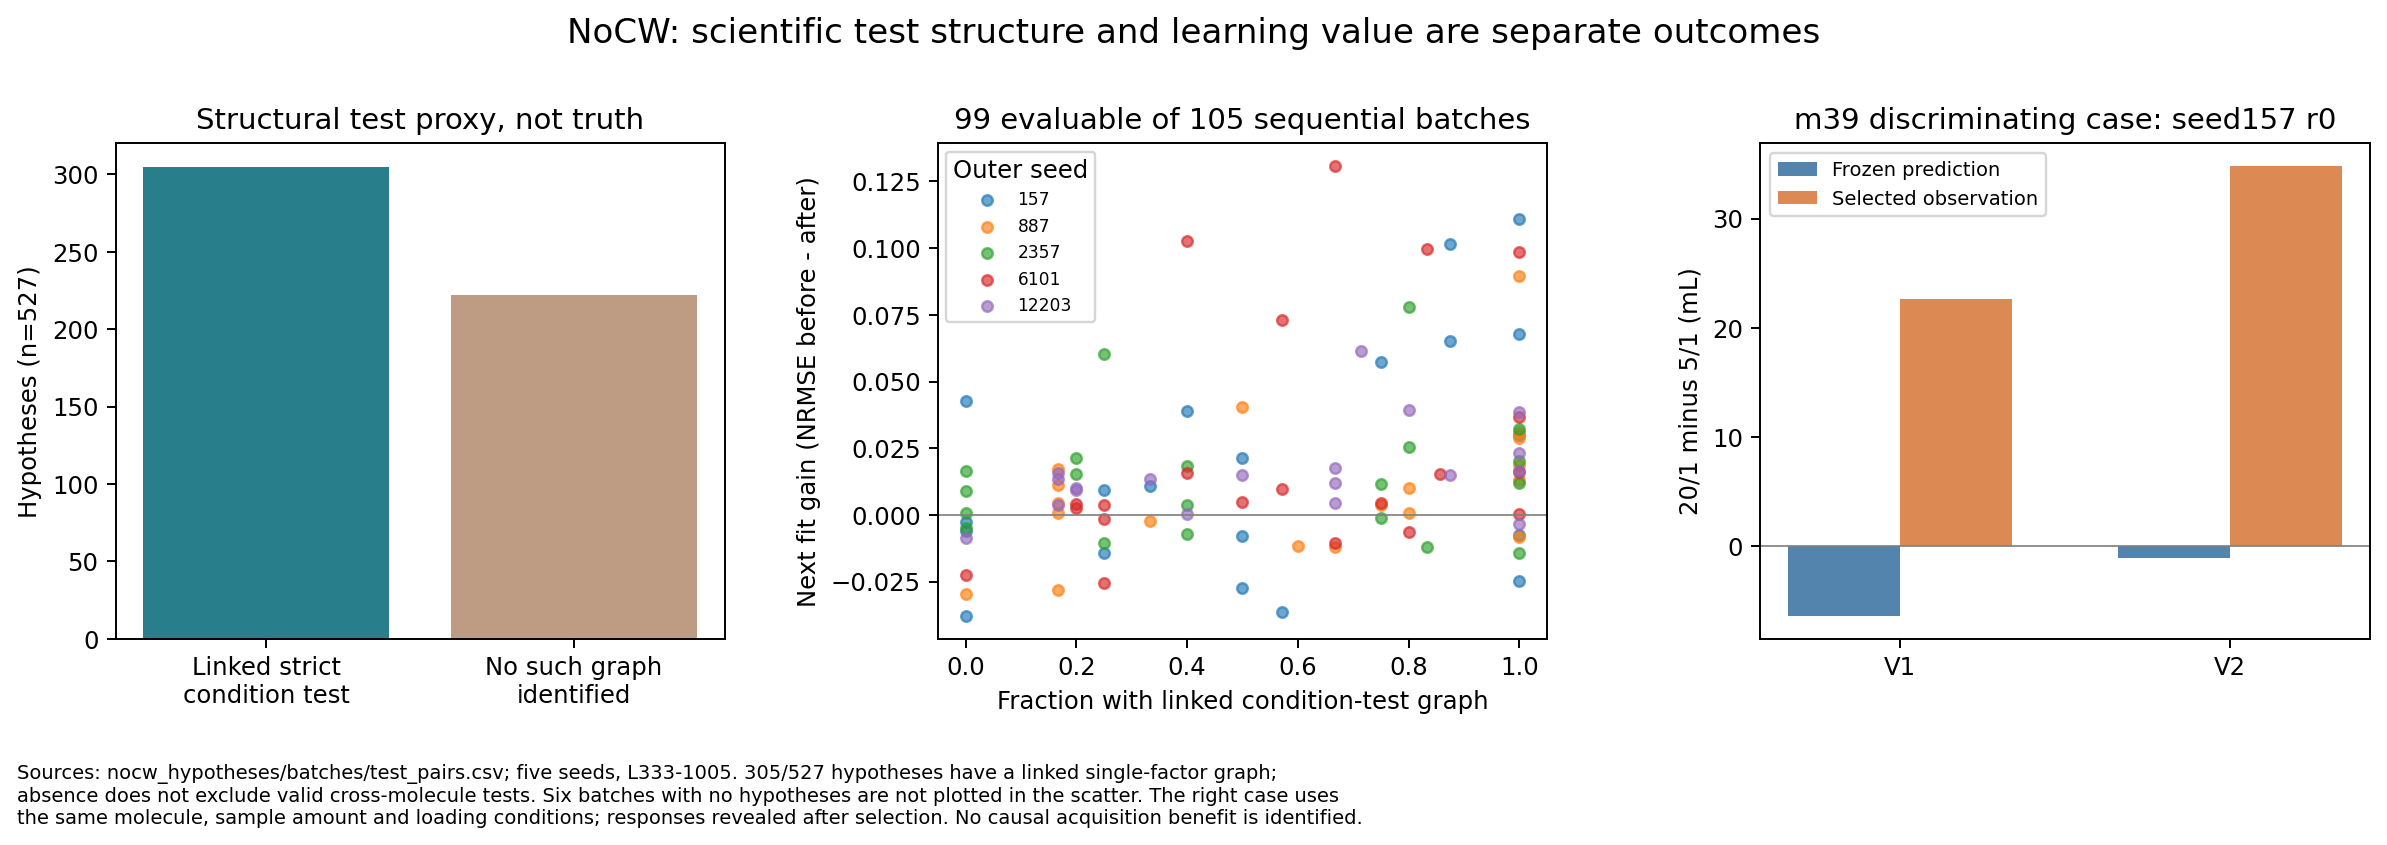 NoCW: scientific test structure and learning value are separate outcomes
Structural test proxy, not truth
Hypotheses (n=527)
300
250
200
150
100
50
0
Linked strict
condition test
No such graph
identified
99 evaluable of 105 sequential batches
Next fit gain (NRMSE before - after)
0.125
0.100
0.075
0.050
0.025
0.000
−0.025
Outer seed
157
887
2357
6101
12203
0.0
0.2
0.4
0.6
0.8
1.0
Fraction with linked condition-test graph
m39 discriminating case: seed157 r0
20/1 minus 5/1 (mL)
30
20
10
0
Frozen prediction
Selected observation
V1
V2
Sources: nocw_hypotheses/batches/test_pairs.csv; five seeds, L333-1005. 305/527 hypotheses have a linked single-factor graph;
absence does not exclude valid cross-molecule tests. Six batches with no hypotheses are not plotted in the scatter. The right case uses
the same molecule, sample amount and loading conditions; responses revealed after selection. No causal acquisition benefit is identified.